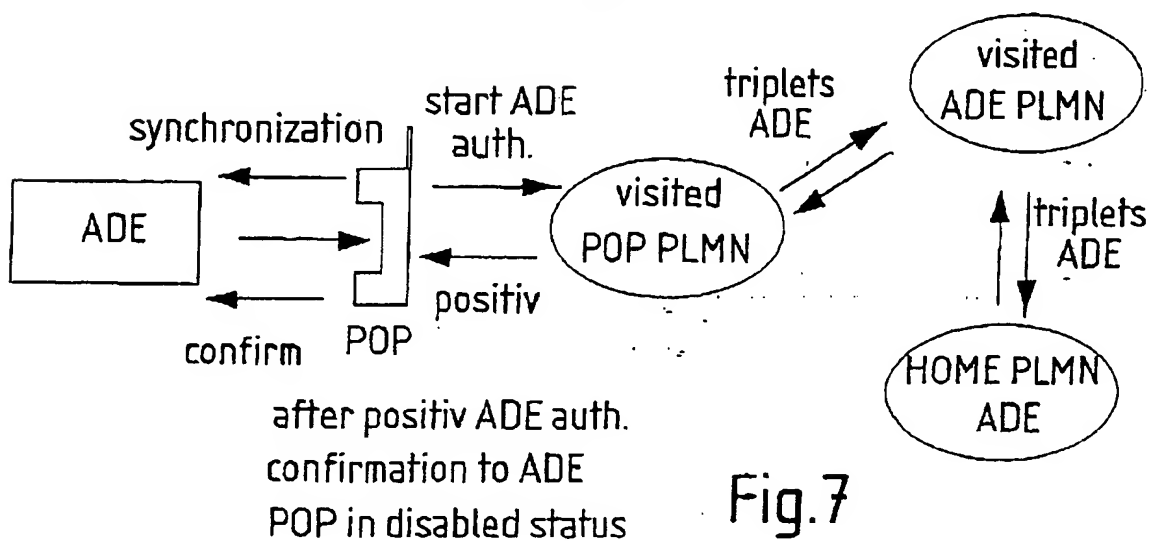 visited
ADE PLMN
triplets
ADE
start ADE
auth.
synchronization
visited
POP PLMN
ADE
triplets
ADE
positiv
confirm
POP
HOME PLMN
ADE
after positiv ADE auth.
confirmation to ADE
POP in disabled status
Fig.7